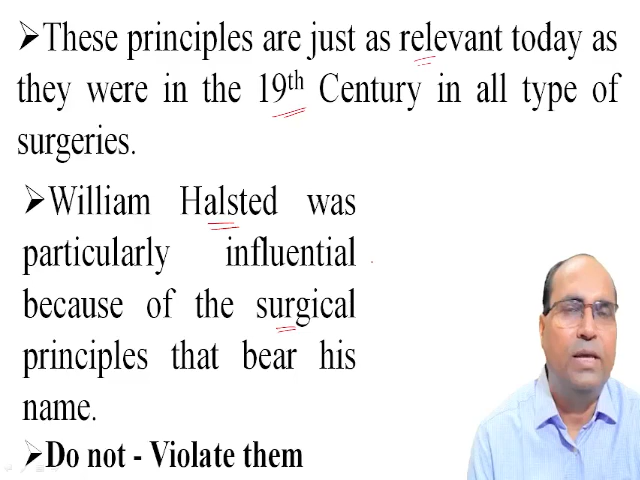 ➢These principles are just as relevant today as
they were in the 19th Century in all type of
surgeries.
➢William Halsted was
particularly influential
because of the surgical
principles that bear his
name.
➢Do not - Violate them